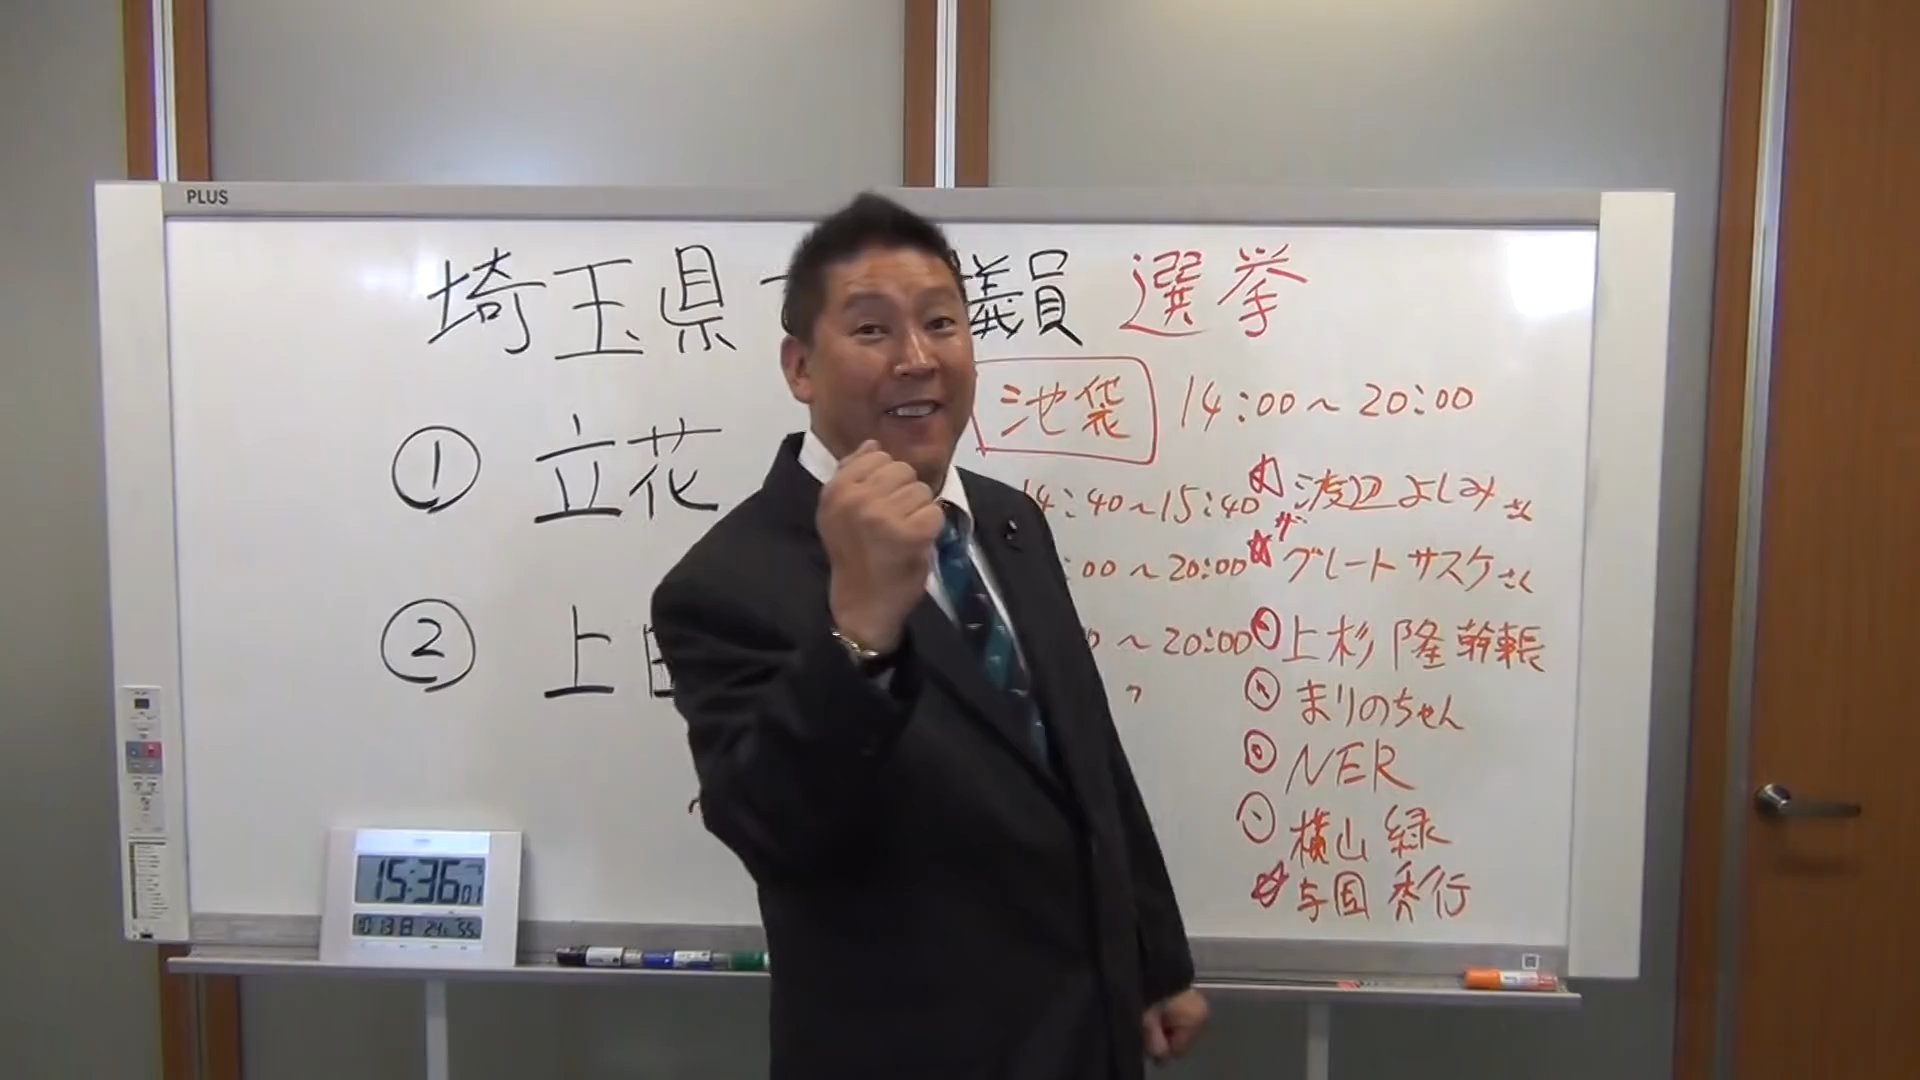 PLUS
埼玉県 議員 選挙
池袋 14:00~20:00
① 立花
14:40~15:40 渡辺よしみさん
:00~20:00 ザ グレートサスケさん
② 上田
~20:00 上杉 隆 幹事長
まりのちゃん
NER
横山 緑
与国 秀行
15:36 01